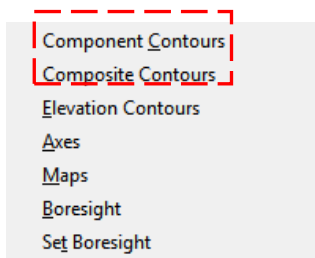 Component Contours
Composite Contours
Elevation Contours
Axes
Maps
Boresight
Set Boresight